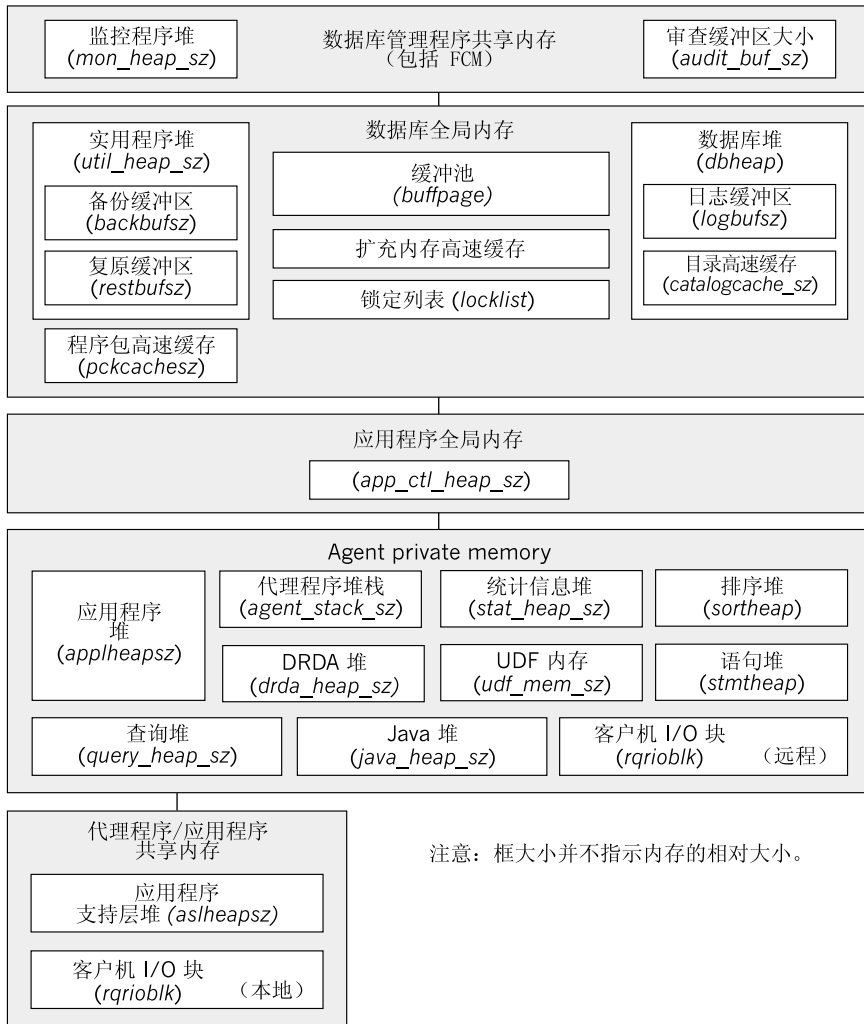 监控程序堆
(mon_heap_sz)
数据库管理程序共享内存
（包括 FCM）
审查缓冲区大小
(audit_buf_sz)
数据库全局内存
实用程序堆
(util_heap_sz)
备份缓冲区
(backbufsz)
复原缓冲区
(restbufsz)
程序包高速缓存
(pckcachesz)
缓冲池
(buffpage)
扩充内存高速缓存
锁定列表 (locklist)
数据库堆
(dbheap)
日志缓冲区
(logbufsz)
目录高速缓存
(catalogcache_sz)
应用程序全局内存
(app_ctl_heap_sz)
Agent private memory
应用程序
堆
(applheapsz)
代理程序堆栈
(agent_stack_sz)
统计信息堆
(stat_heap_sz)
排序堆
(sortheap)
DRDA 堆
(drda_heap_sz)
UDF 内存
(udf_mem_sz)
语句堆
(stmtheap)
查询堆
(query_heap_sz)
Java 堆
(java_heap_sz)
客户机 I/O 块
(rqrioblk) （远程）
代理程序/应用程序
共享内存
应用程序
支持层堆 (aslheapsz)
客户机 I/O 块
(rqrioblk) （本地）
注意：框大小并不指示内存的相对大小。